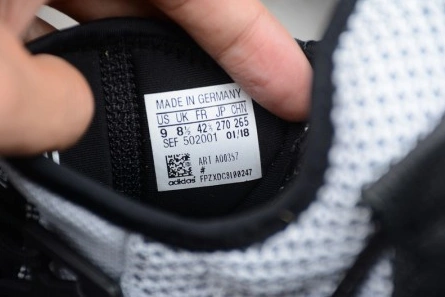 MADE IN GERMANY
US UK FR JP CHN
9 8½ 42⅔ 270 265
SEF 502001 01/18
ART AQ0357
#
FPZXDC8100247
adidas